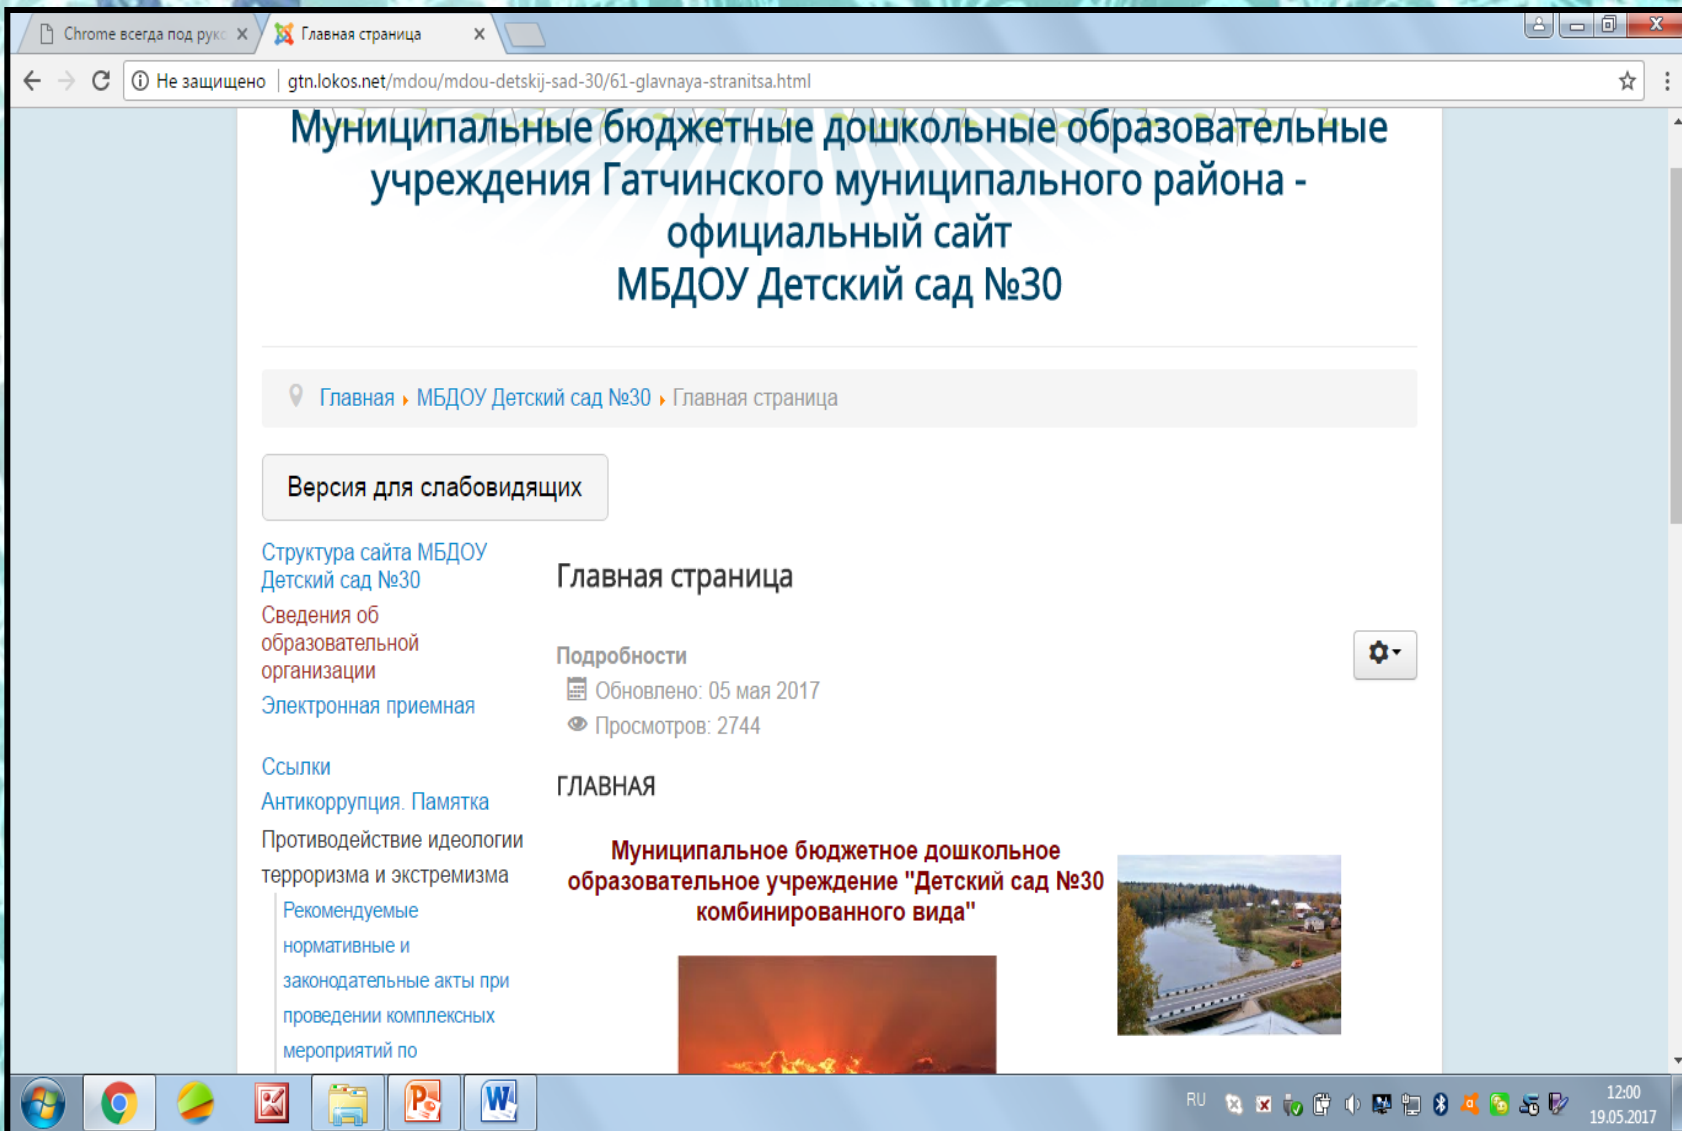 Chrome всегда под рукс
Главная страница
Не защищено gtn.lokos.net/mdou/mdou-detskij-sad-30/61-glavnaya-stranitsa.html
Муниципальные бюджетные дошкольные образовательные
учреждения Гатчинского муниципального района -
официальный сайт
МБДОУ Детский сад №30
Главная МБДОУ Детский сад №30 Главная страница
Версия для слабовидящих
Структура сайта МБДОУ
Детский сад №30
Сведения об
образовательной
организации
Электронная приемная
Ссылки
Антикоррупция. Памятка
Противодействие идеологии
терроризма и экстремизма
Рекомендуемые
нормативные и
законодательные акты при
проведении комплексных
мероприятий по
Главная страница
Подробности
Обновлено: 05 мая 2017
Просмотров: 2744
ГЛАВНАЯ
Муниципальное бюджетное дошкольное
образовательное учреждение "Детский сад №30
комбинированного вида"
RU
12:00
19.05.2017